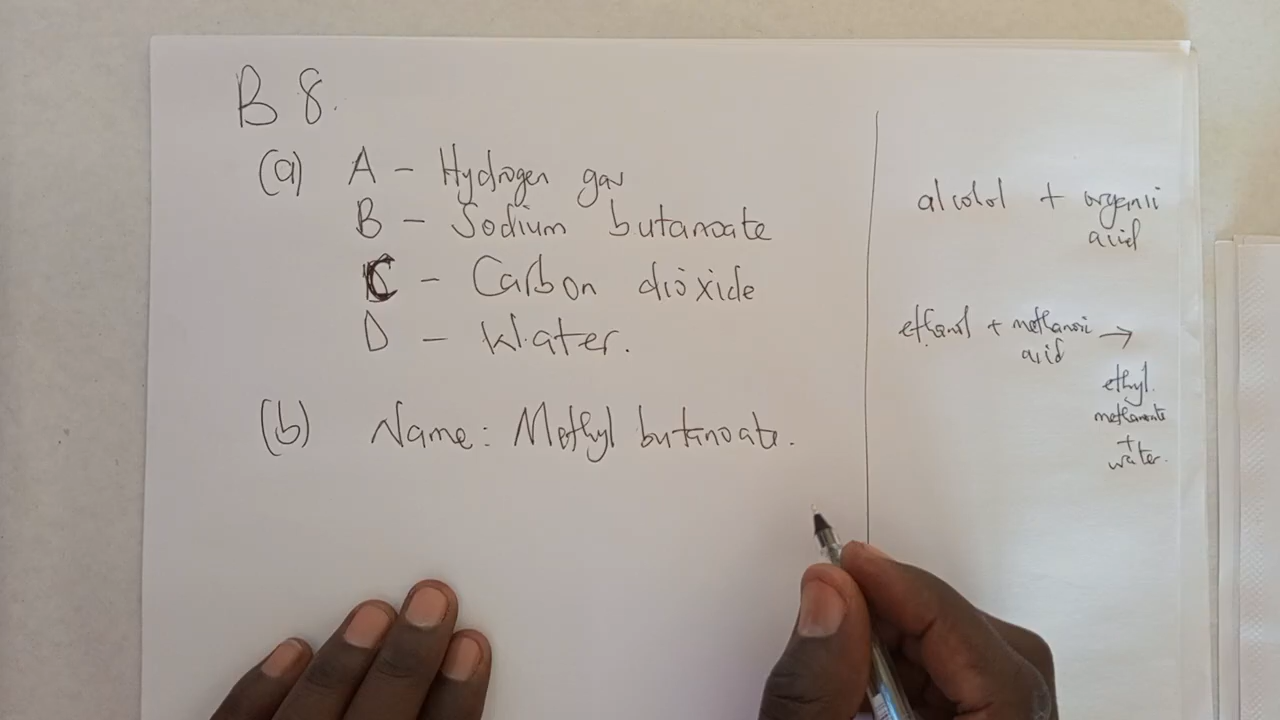 B 8.
(a) A - Hydrogen gas
B - Sodium butanoate
C - Carbon dioxide
D - Water.
(b) Name: Methyl butanoate.
alcohol + organic
acid
ethanol + methanoic →
acid
ethyl.
methanoate
+
water.